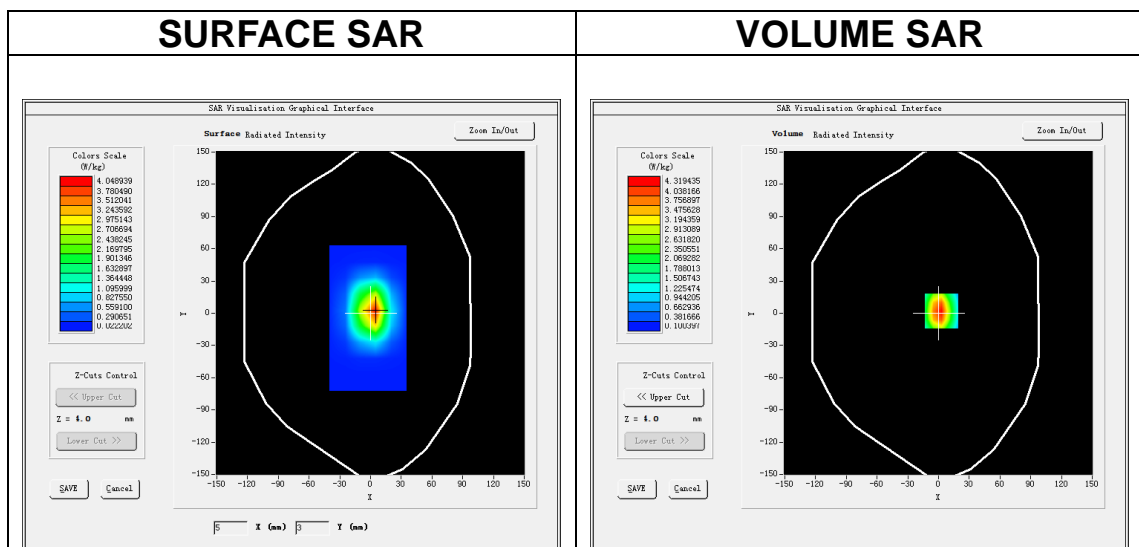 SURFACE SAR
SAR Visualisation Graphical Interface
Surface Radiated Intensity
Zoom In/Out
Colors Scale
(W/kg)
4.048939
3.780490
3.512041
3.243592
2.975143
2.706694
2.438245
2.169795
1.901346
1.632897
1.364448
1.095999
0.827550
0.559100
0.290651
0.022202
150
120
90
60
30
0
-30
-60
-90
-120
-150
Y
-150 -120 -90 -60 -30 0 30 60 90 120 150
X
Z-Cuts Control
<< Upper Cut
Z = 4.0 mm
Lower Cut >>
SAVE Cancel
5 X (mm) 3 Y (mm)
VOLUME SAR
SAR Visualisation Graphical Interface
Volume Radiated Intensity
Zoom In/Out
Colors Scale
(W/kg)
4.319435
4.038166
3.756897
3.475628
3.194359
2.913089
2.631820
2.350551
2.069282
1.788013
1.506743
1.225474
0.944205
0.662936
0.381666
0.100397
150
120
90
60
30
0
-30
-60
-90
-120
-150
Y
-150 -120 -90 -60 -30 0 30 60 90 120 150
X
Z-Cuts Control
<< Upper Cut
Z = 4.0 mm
Lower Cut >>
SAVE Cancel